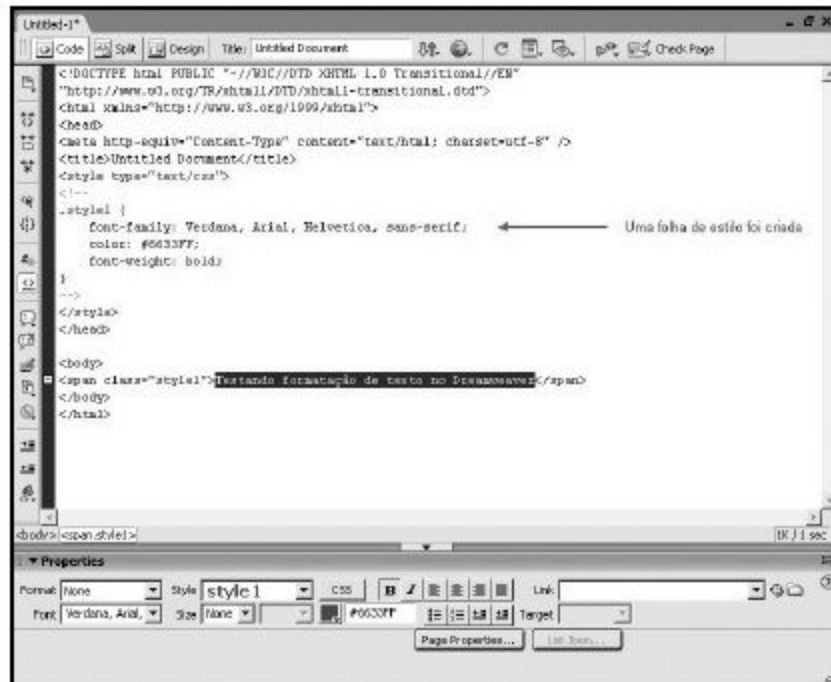 Untitled-1*
Code Split Design Title: Untitled Document Check Page
<!DOCTYPE html PUBLIC "-//W3C//DTD XHTML 1.0 Transitional//EN"
"http://www.w3.org/TR/xhtml1/DTD/xhtml1-transitional.dtd">
<html xmlns="http://www.w3.org/1999/xhtml">
<head>
<meta http-equiv="Content-Type" content="text/html; charset=utf-8" />
<title>Untitled Document</title>
<style type="text/css">
<!--
.style1 {
font-family: Verdana, Arial, Helvetica, sans-serif;
Uma folha de estilo foi criada
color: #6633FF;
font-weight: bold;
}
-->
</style>
</head>
<body>
<span class="style1">Testando formatação de texto no Dreamweaver</span>
</body>
</html>
<body> <span.style1> 1K / 1 sec
Properties
Format None Style style1 CSS B I Link
Font Verdana, Arial, Size None #6633FF Target
Page Properties... List Item...